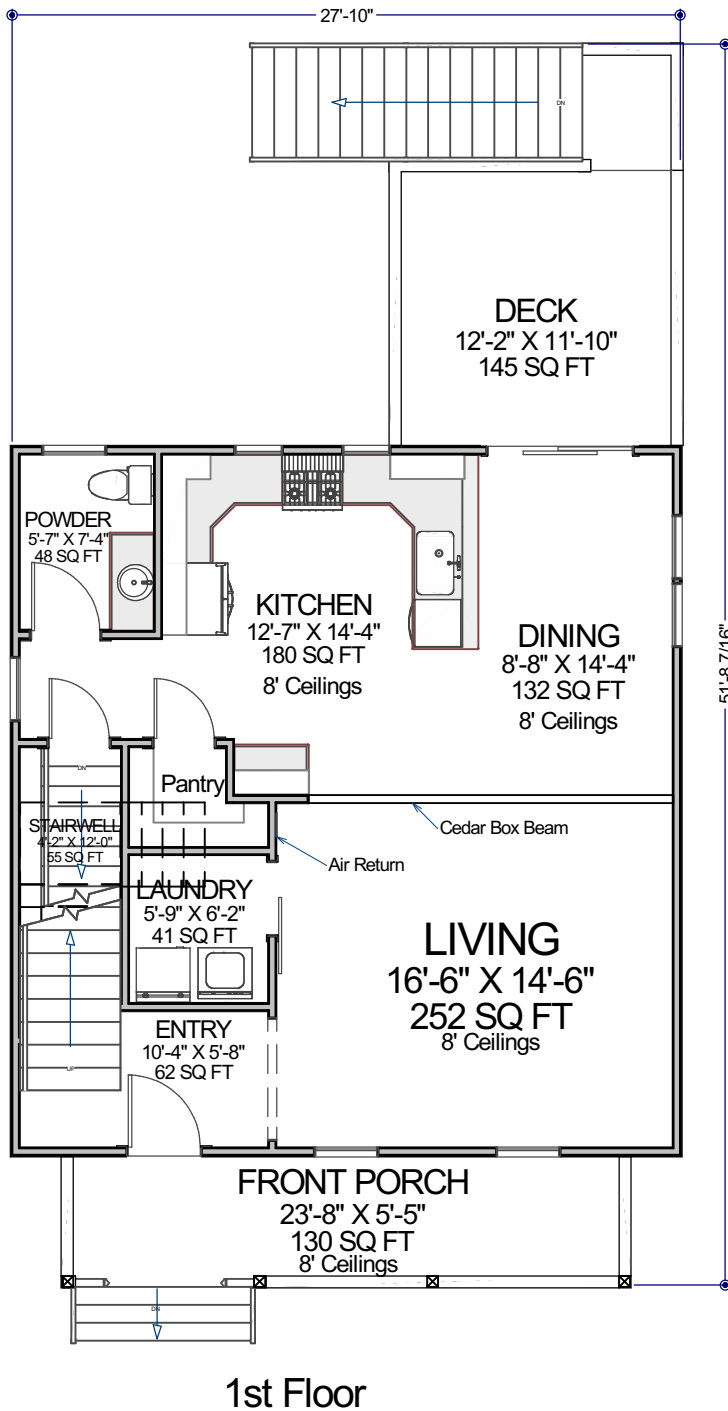 27'-10"
DN
DECK
12'-2" X 11'-10"
145 SQ FT
POWDER
5'-7" X 7'-4"
48 SQ FT
KITCHEN
12'-7" X 14'-4"
180 SQ FT
8' Ceilings
DINING
8'-8" X 14'-4"
132 SQ FT
8' Ceilings
51'-8 7/16"
DN
Pantry
STAIRWELL
4'-2" X 12'-0"
55 SQ FT
Cedar Box Beam
Air Return
LAUNDRY
5'-9" X 6'-2"
41 SQ FT
LIVING
16'-6" X 14'-6"
252 SQ FT
8' Ceilings
ENTRY
10'-4" X 5'-8"
62 SQ FT
UP
FRONT PORCH
23'-8" X 5'-5"
130 SQ FT
8' Ceilings
DN
1st Floor